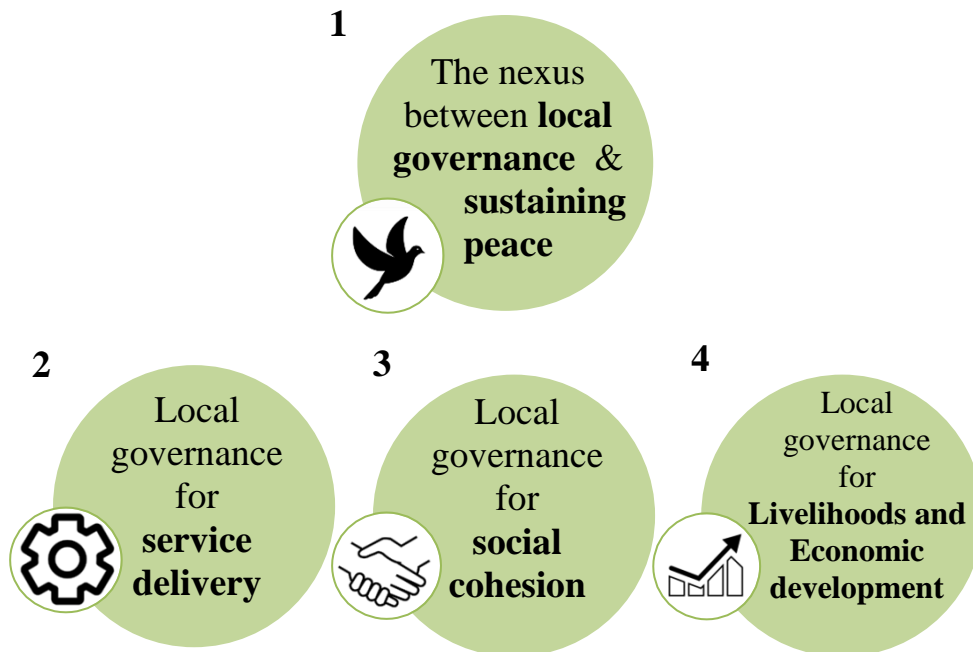 1
The nexus
between local
governance & 
sustaining
peace
2
Local
governance
for
service
delivery
3
Local
governance
for
social
cohesion
4
Local
governance
for
Livelihoods and
Economic
development